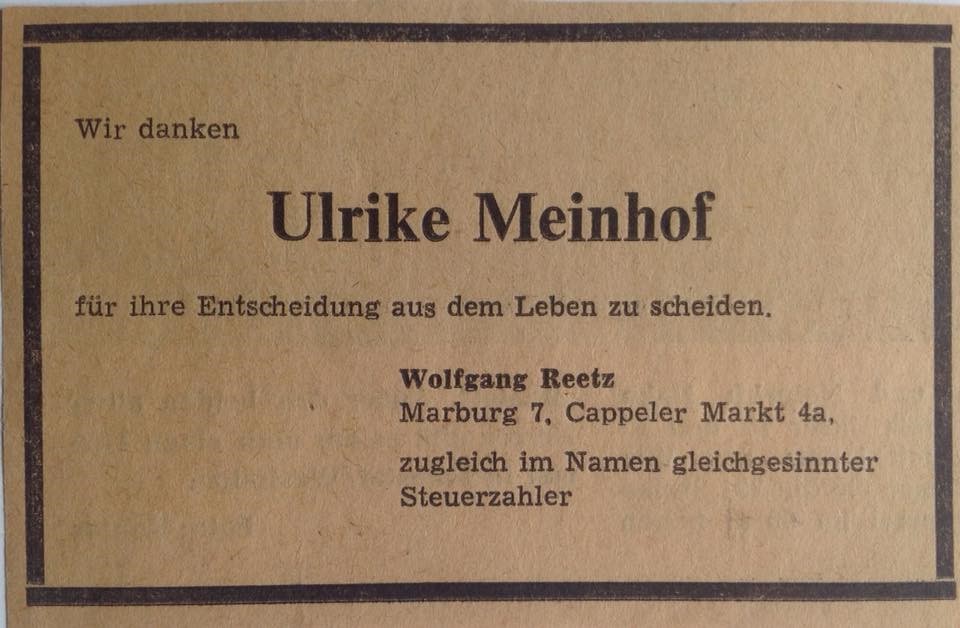 Wir danken
Ulrike Meinhof
für ihre Entscheidung aus dem Leben zu scheiden.
Wolfgang Reetz
Marburg 7, Cappeler Markt 4a,
zugleich im Namen gleichgesinnter
Steuerzahler